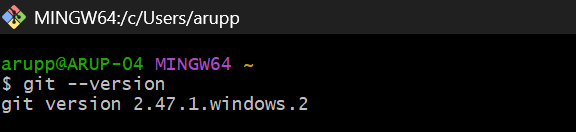 MINGW64:/c/Users/arupp
arupp@ARUP-04 MINGW64 ~
$ git --version
git version 2.47.1.windows.2